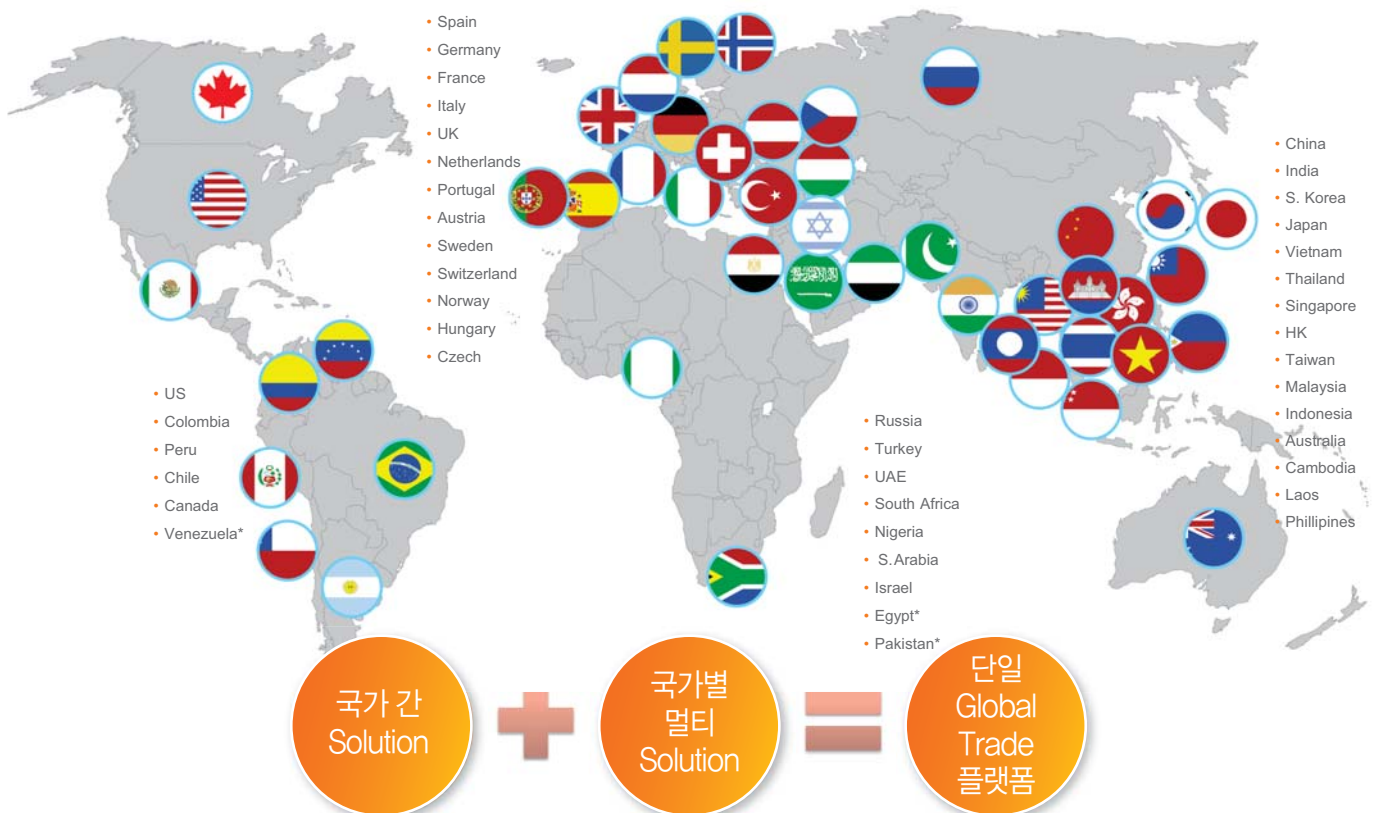 • Spain
• Germany
• France
• Italy
• UK
• Netherlands
• Portugal
• Austria
• Sweden
• Switzerland
• Norway
• Hungary
• Czech
• US
• Colombia
• Peru
• Chile
• Canada
• Venezuela*
• Russia
• Turkey
• UAE
• South Africa
• Nigeria
• S.Arabia
• Israel
• Egypt*
• Pakistan*
• China
• India
• S. Korea
• Japan
• Vietnam
• Thailand
• Singapore
• HK
• Taiwan
• Malaysia
• Indonesia
• Australia
• Cambodia
• Laos
• Phillipines
국가 간
Solution
국가별
멀티
Solution
단일
Global
Trade
플랫폼